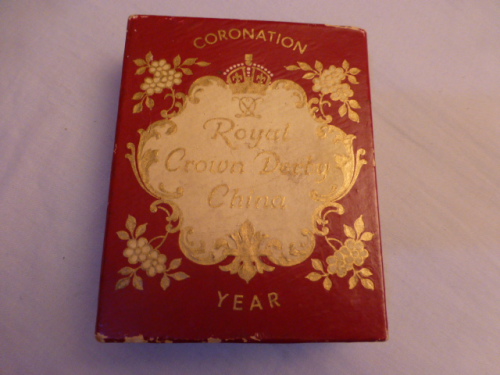 CORONATION
Royal
Crown Derby
China
YEAR